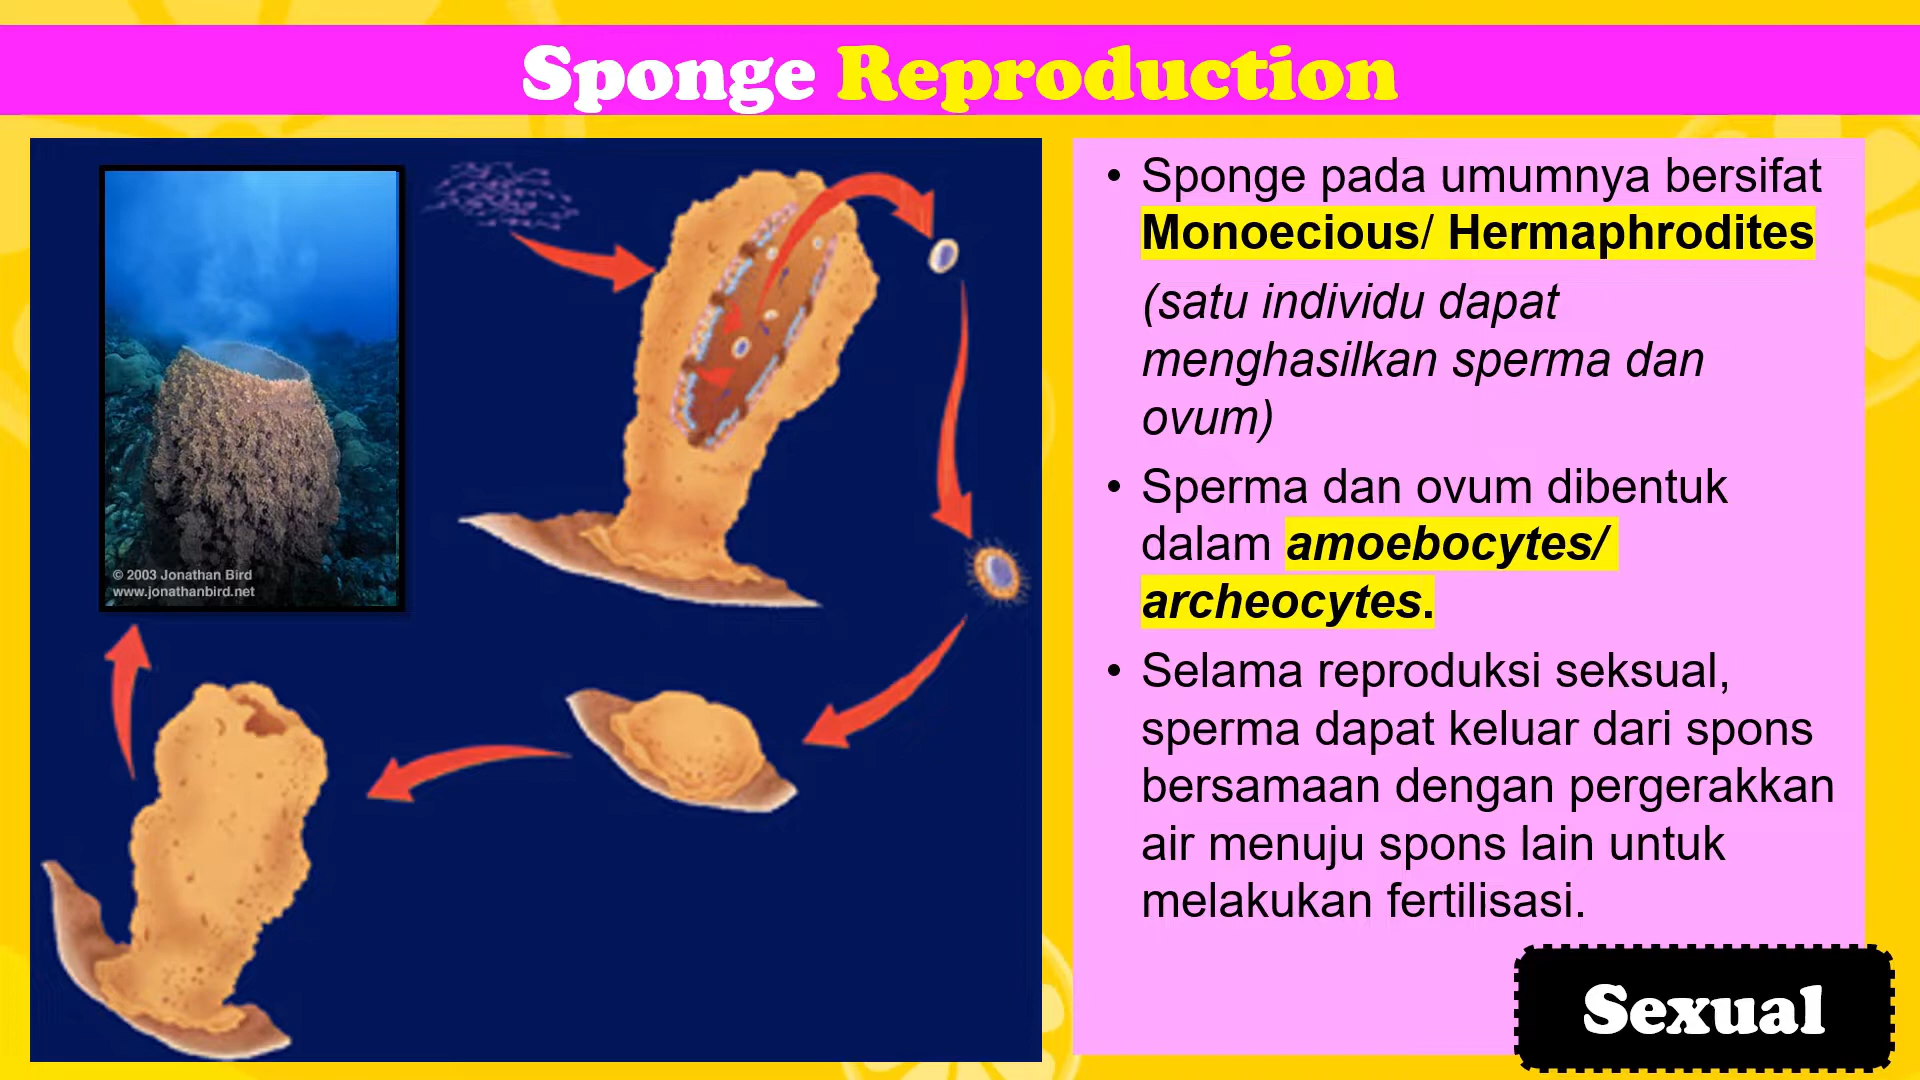 Sponge Reproduction
© 2003 Jonathan Bird
www.jonathanbird.net
• Sponge pada umumnya bersifat
Monoecious/ Hermaphrodites
(satu individu dapat
menghasilkan sperma dan
ovum)
• Sperma dan ovum dibentuk
dalam amoebocytes/
archeocytes.
• Selama reproduksi seksual,
sperma dapat keluar dari spons
bersamaan dengan pergerakkan
air menuju spons lain untuk
melakukan fertilisasi.
Sexual